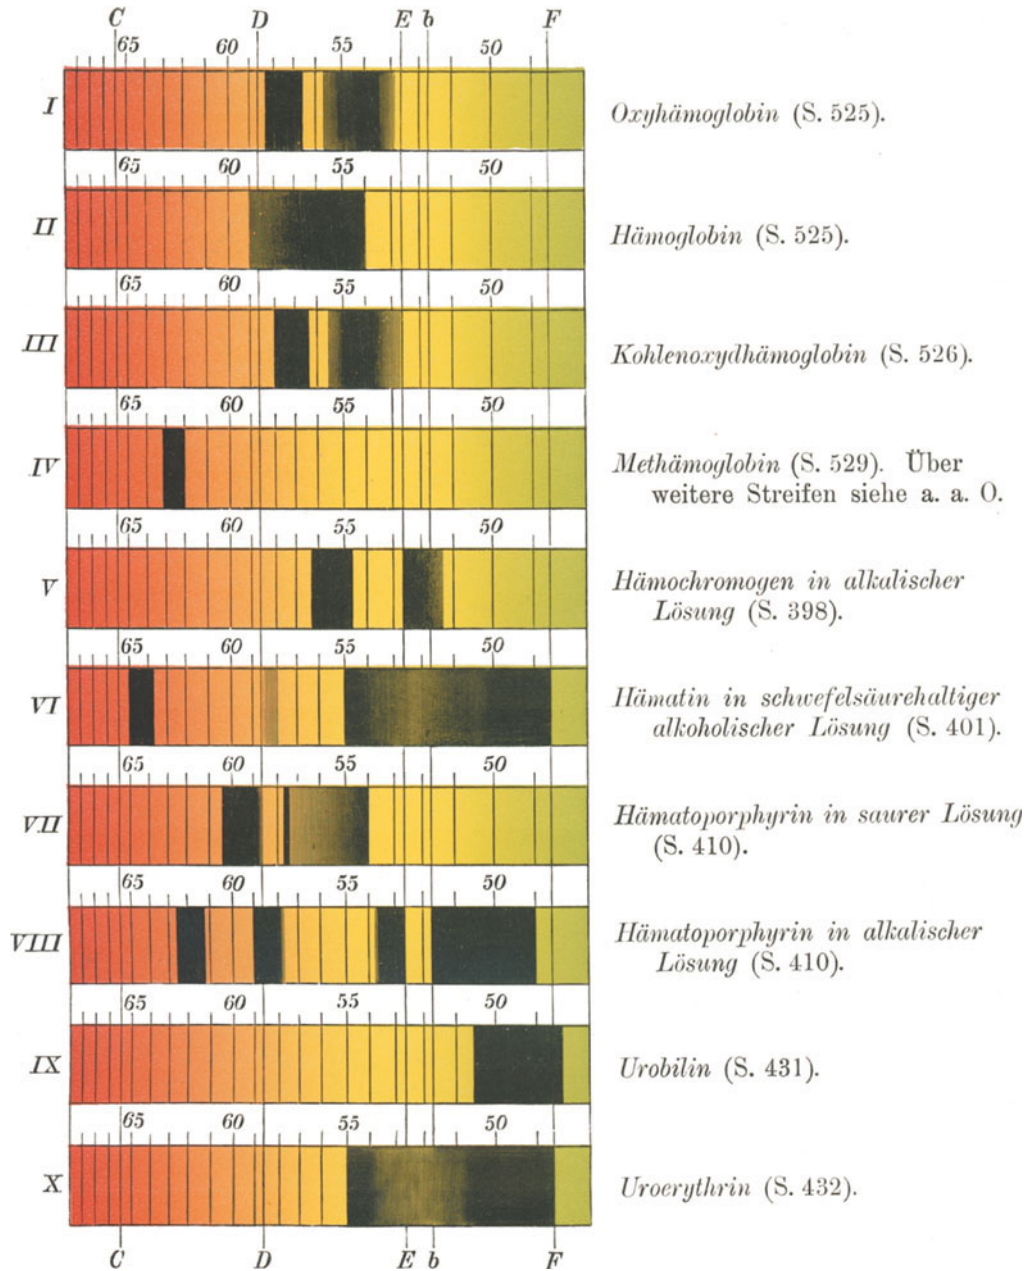 C D E b F
65 60 55 50
I Oxyhämoglobin (S. 525).
65 60 55 50
II Hämoglobin (S. 525).
65 60 55 50
III Kohlenoxydhämoglobin (S. 526).
65 60 55 50
IV Methämoglobin (S. 529). Über
weitere Streifen siehe a. a. O.
65 60 55 50
V Hämochromogen in alkalischer
Lösung (S. 398).
65 60 55 50
VI Hämatin in schwefelsäurehaltiger
alkoholischer Lösung (S. 401).
65 60 55 50
VII Hämatoporphyrin in saurer Lösung
(S. 410).
65 60 55 50
VIII Hämatoporphyrin in alkalischer
Lösung (S. 410).
65 60 55 50
IX Urobilin (S. 431).
65 60 55 50
X Uroerythrin (S. 432).
C D E b F